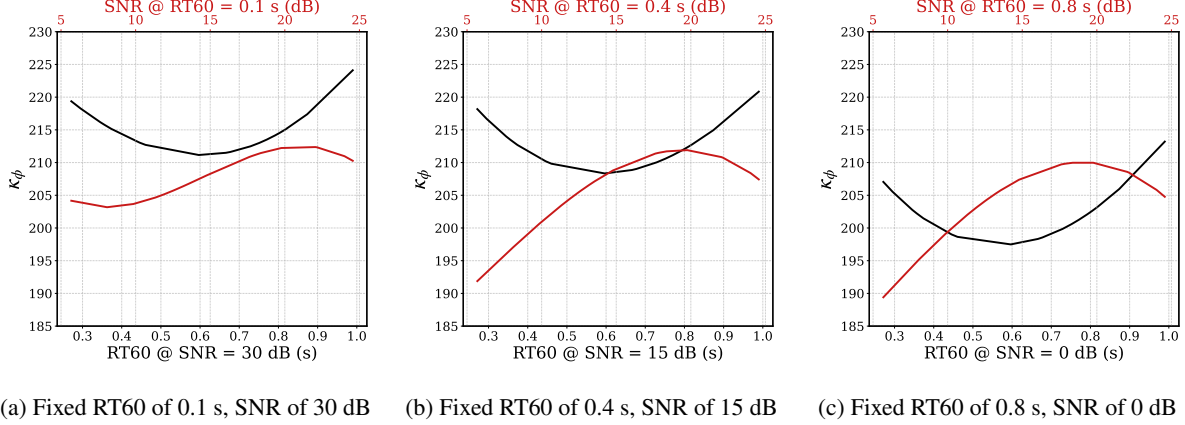 SNR @ RT60 = 0.1 s (dB)
5 10 15 20 25
230
225
220
215
210
205
200
195
190
185
κϕ
0.3 0.4 0.5 0.6 0.7 0.8 0.9 1.0
RT60 @ SNR = 30 dB (s)
(a) Fixed RT60 of 0.1 s, SNR of 30 dB
SNR @ RT60 = 0.4 s (dB)
5 10 15 20 25
230
225
220
215
210
205
200
195
190
185
κϕ
0.3 0.4 0.5 0.6 0.7 0.8 0.9 1.0
RT60 @ SNR = 15 dB (s)
(b) Fixed RT60 of 0.4 s, SNR of 15 dB
SNR @ RT60 = 0.8 s (dB)
5 10 15 20 25
230
225
220
215
210
205
200
195
190
185
κϕ
0.3 0.4 0.5 0.6 0.7 0.8 0.9 1.0
RT60 @ SNR = 0 dB (s)
(c) Fixed RT60 of 0.8 s, SNR of 0 dB